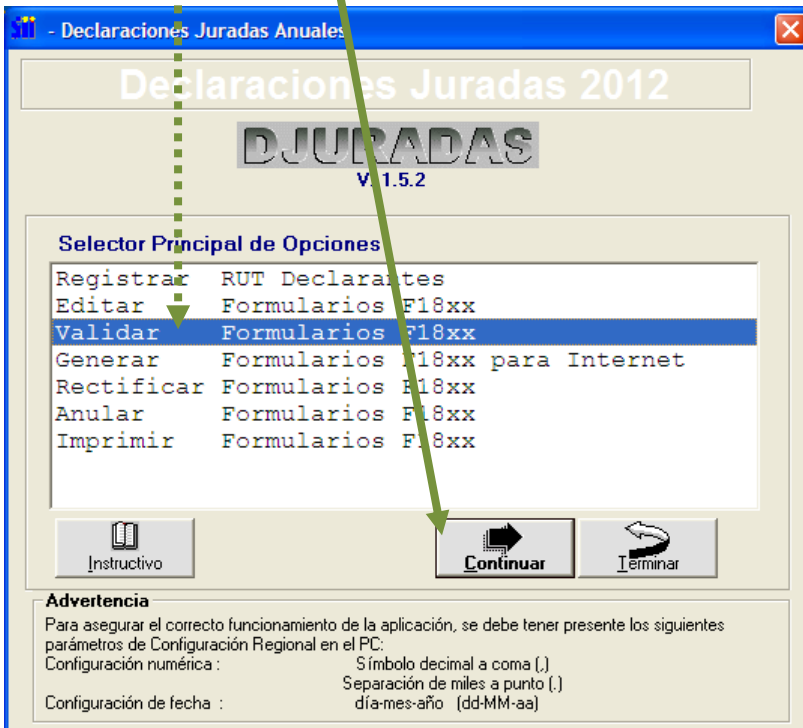 SII - Declaraciones Juradas Anuales
Declaraciones Juradas 2012
DJURADAS
V. 1.5.2
Selector Principal de Opciones
Registrar RUT Declarantes
Editar Formularios F18xx
Validar Formularios F18xx
Generar Formularios F18xx para Internet
Rectificar Formularios F18xx
Anular Formularios F18xx
Imprimir Formularios F18xx
Instructivo
Continuar
Terminar
Advertencia
Para asegurar el correcto funcionamiento de la aplicación, se debe tener presente los siguientes
parámetros de Configuración Regional en el PC:
Configuración numérica : Símbolo decimal a coma (,)
Separación de miles a punto (.)
Configuración de fecha : día-mes-año (dd-MM-aa)